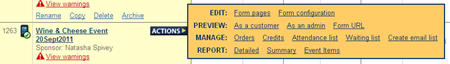 View warnings
Rename Copy Delete Archive
1263 Wine & Cheese Event
20Sept2011
Sponsor: Natasha Spivey
View warnings
ACTIONS
EDIT: Form pages Form configuration
PREVIEW: As a customer As an admin Form URL
MANAGE: Orders Credits Attendance list Waiting list Create email list
REPORT: Detailed Summary Event Items